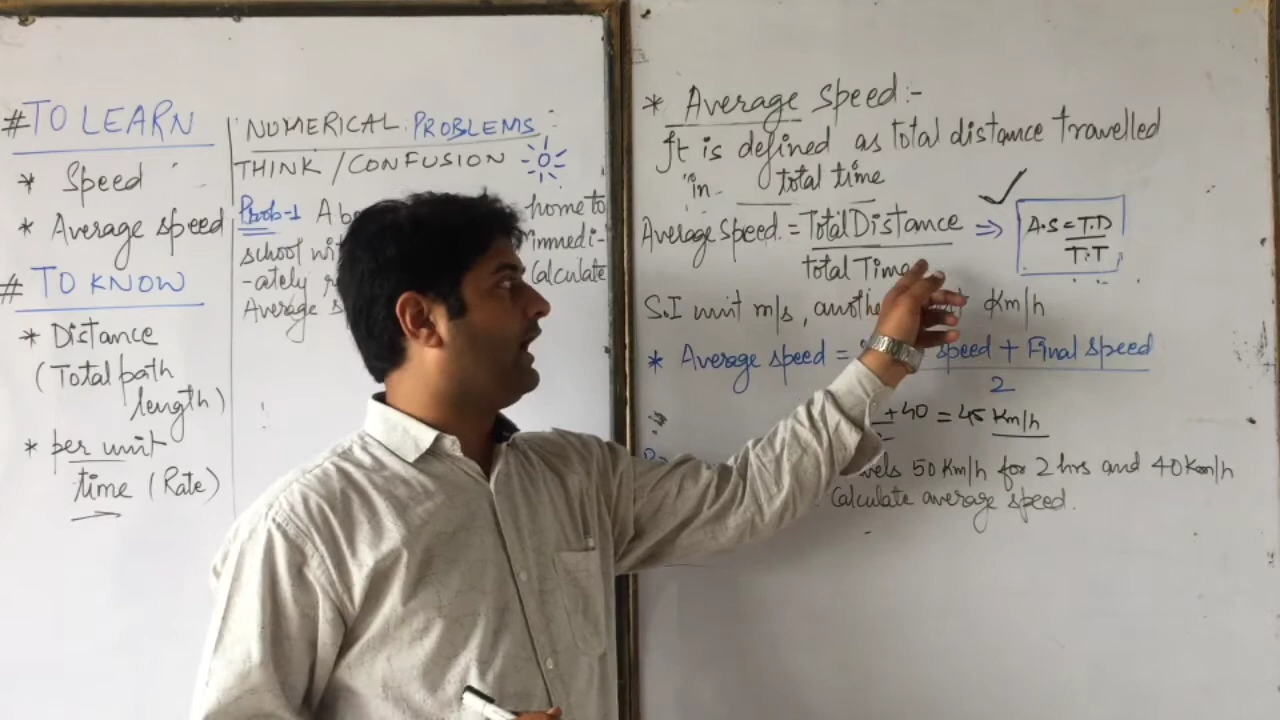 #TO LEARN
* Speed
* Average speed
# TO KNOW
* Distance
(Total path
length)
* per unit
time (Rate)
NUMERICAL PROBLEMS
THINK / CONFUSION
Prob-1 A home to
school immedi-
-ately Calculate
Average
* Average Speed:-
It is defined as total distance travelled
in total time
Average Speed. = Total Distance
Total Time
=> A.S = T.D
T.T
S.I unit m/s, Km/h
* Average speed = speed + Final speed
2
+40 = 45 Km/h
50 Km/h for 2 hrs and 40 Km/h
Calculate average speed.